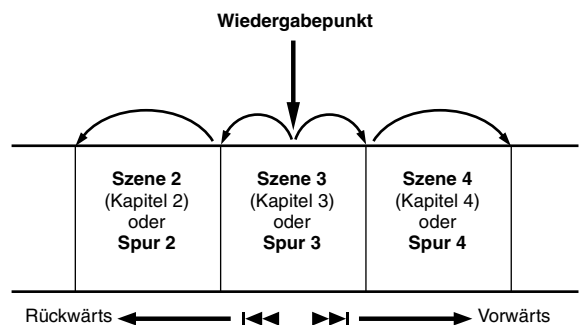 Wiedergabepunkt
Szene 2
(Kapitel 2)
oder
Spur 2
Szene 3
(Kapitel 3)
oder
Spur 3
Szene 4
(Kapitel 4)
oder
Spur 4
Rückwärts
Vorwärts